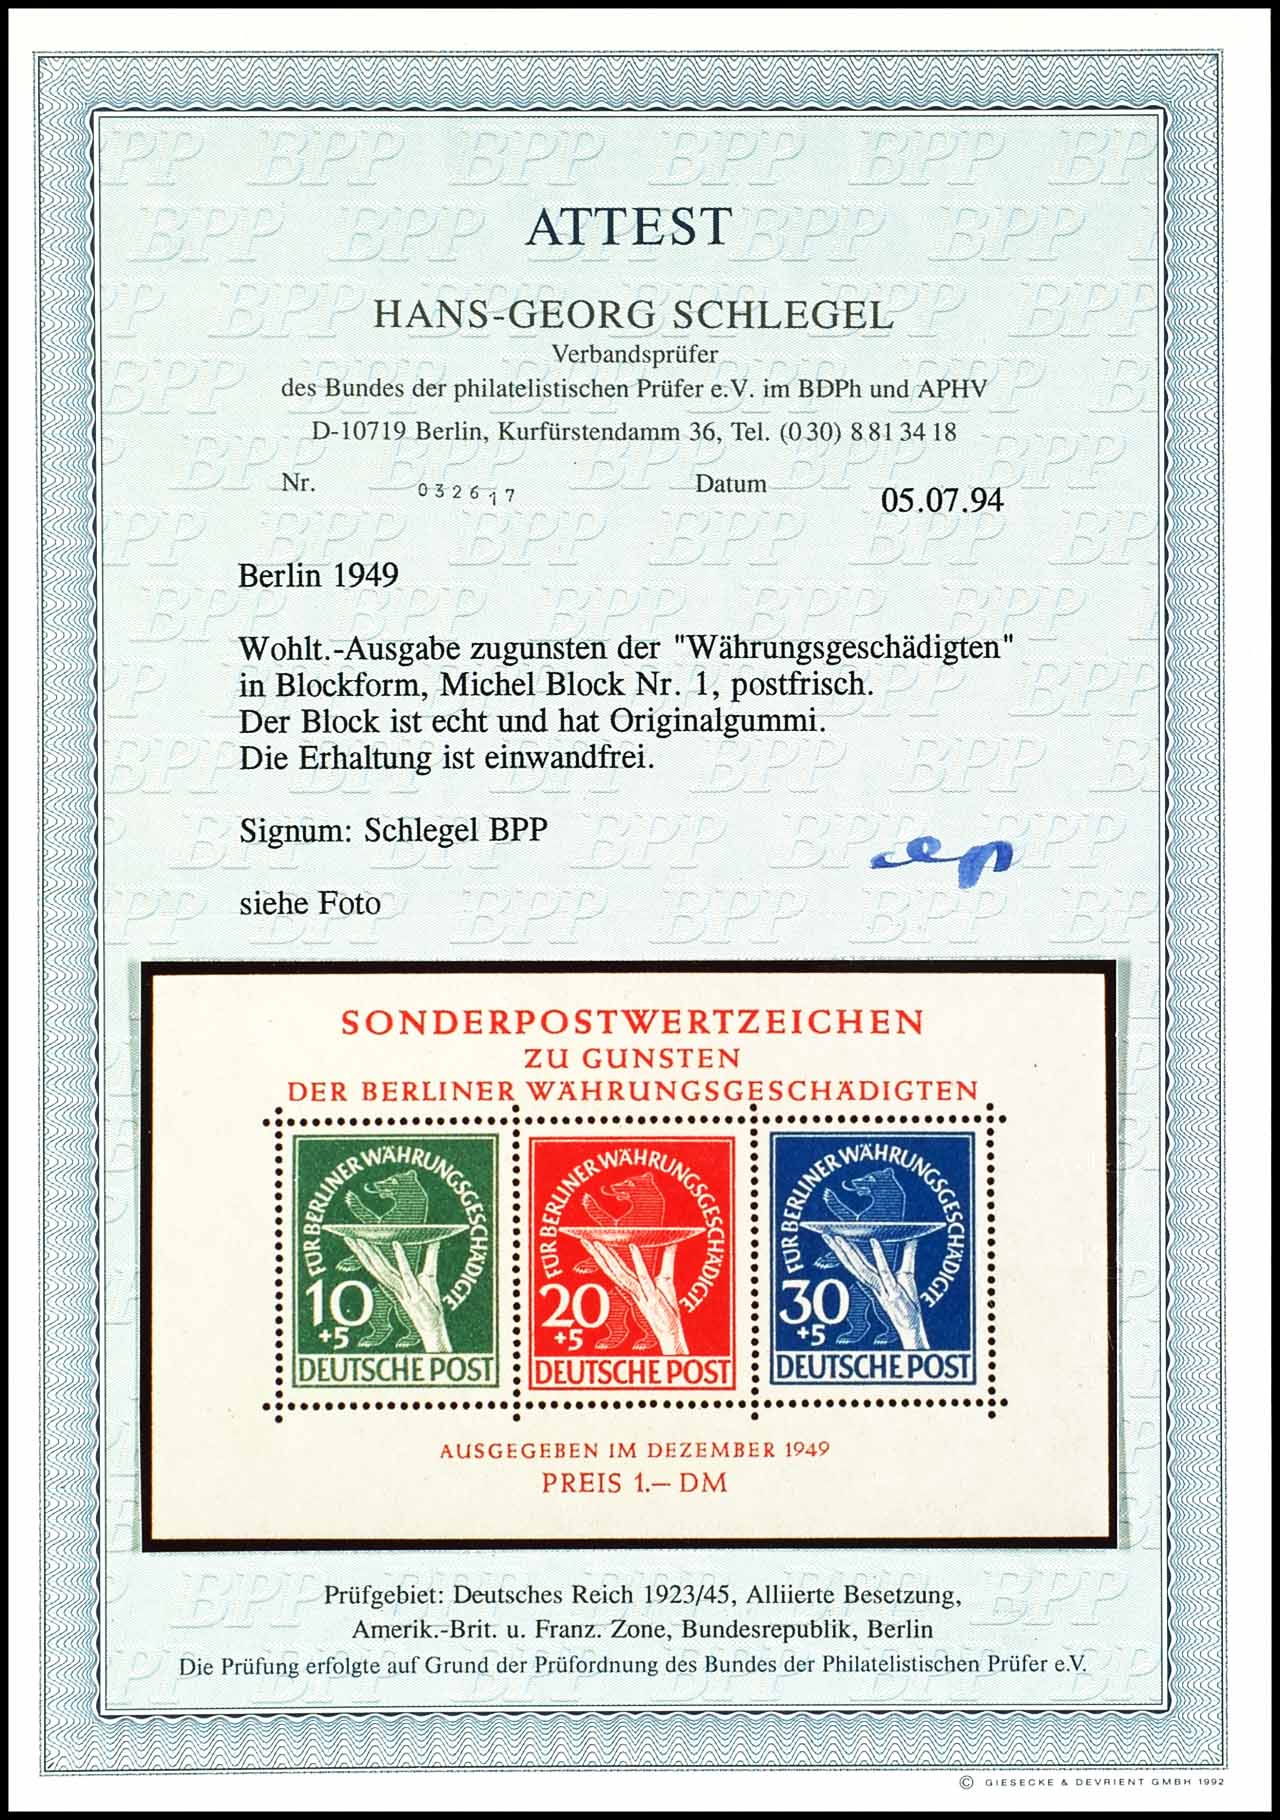 ATTEST
HANS-GEORG SCHLEGEL
Verbandsprüfer
des Bundes der philatelistischen Prüfer e.V. im BDPh und APHV
D-10719 Berlin, Kurfürstendamm 36, Tel. (0 30) 8 81 34 18
Nr. 032617 Datum 05.07.94
Berlin 1949
Wohlt.-Ausgabe zugunsten der "Währungsgeschädigten"
in Blockform, Michel Block Nr. 1, postfrisch.
Der Block ist echt und hat Originalgummi.
Die Erhaltung ist einwandfrei.
Signum: Schlegel BPP
siehe Foto
SONDERPOSTWERTZEICHEN
ZU GUNSTEN
DER BERLINER WÄHRUNGSGESCHÄDIGTEN
FÜR BERLINER WÄHRUNGSGESCHÄDIGTE
10
+5
DEUTSCHE POST
FÜR BERLINER WÄHRUNGSGESCHÄDIGTE
20
+5
DEUTSCHE POST
FÜR BERLINER WÄHRUNGSGESCHÄDIGTE
30
+5
DEUTSCHE POST
AUSGEGEBEN IM DEZEMBER 1949
PREIS 1.– DM
Prüfgebiet: Deutsches Reich 1923/45, Alliierte Besetzung,
Amerik.-Brit. u. Franz. Zone, Bundesrepublik, Berlin
Die Prüfung erfolgte auf Grund der Prüfordnung des Bundes der Philatelistischen Prüfer e.V.
© GIESECKE & DEVRIENT GMBH 1992